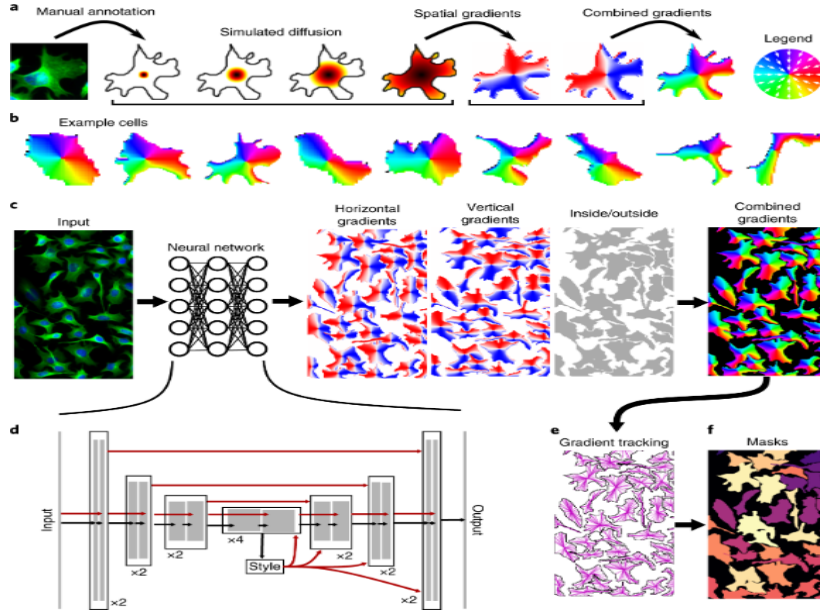 a
Manual annotation
Simulated diffusion
Spatial gradients
Combined gradients
Legend
b
Example cells
c
Input
Neural network
Horizontal
gradients
Vertical
gradients
Inside/outside
Combined
gradients
d
Input
×2
×2
×2
×4
Style
×2
×2
×2
Output
e
Gradient tracking
f
Masks